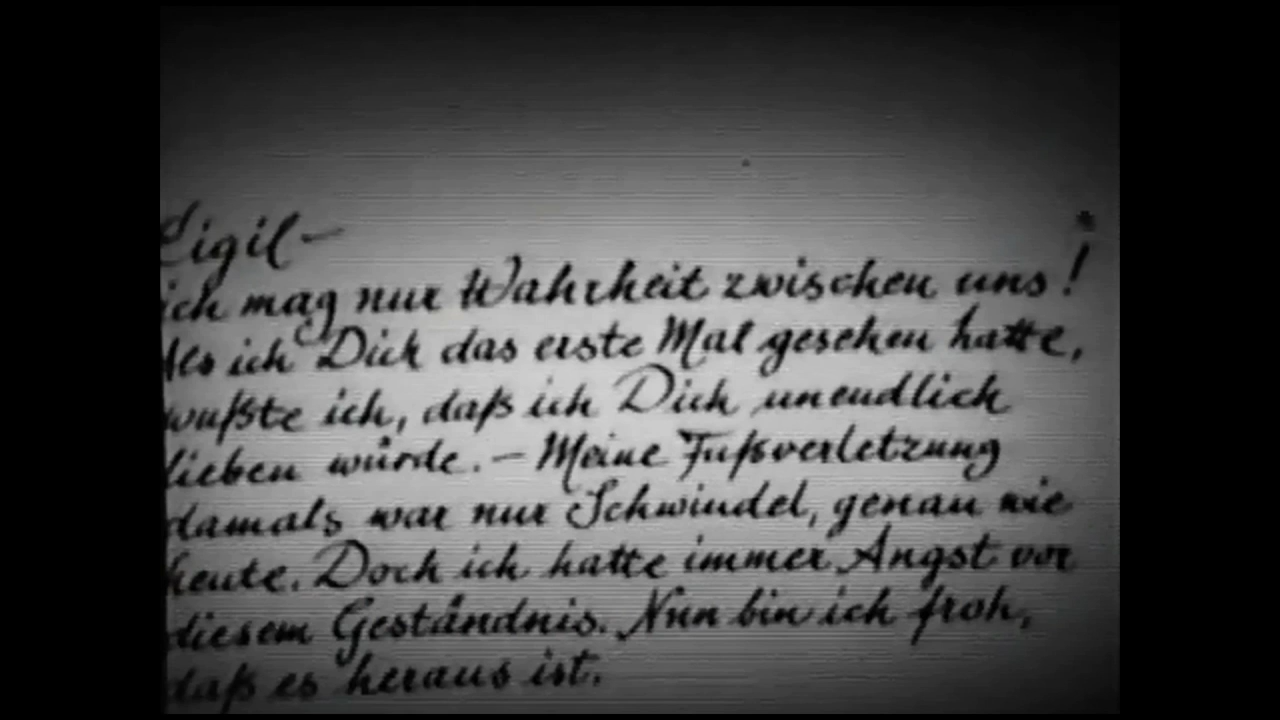 Gigil –
ich mag nur Wahrheit zwischen uns!
Als ich Dich das erste Mal gesehen hatte,
wußte ich, daß ich Dich unendlich
lieben würde. – Meine Fußverletzung
damals war nur Schwindel, genau wie
heute. Doch ich hatte immer Angst vor
diesem Geständnis. Nun bin ich froh,
daß es heraus ist.